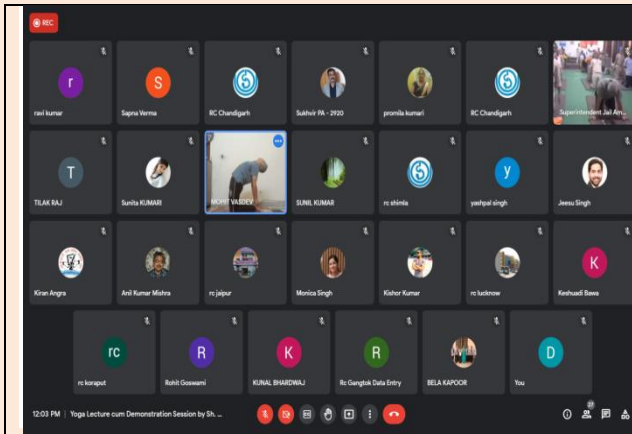 REC
r
S
ravi kumar
Sapna Verma
RC Chandigarh
Sukhvir PA - 2920
promila kumari
RC Chandigarh
Superintendent Jail Am...
T
y
TILAK RAJ
Sunita KUMARI
MOHIT VASDEV
SUNIL KUMAR
rc shimla
yashpal singh
Jeesu Singh
K
Kiran Angra
Anil Kumar Mishra
rc jaipur
Monica Singh
Kishor Kumar
rc lucknow
Keshuadi Bawa
rc
R
K
R
D
rc koraput
Rohit Goswami
KUNAL BHARDWAJ
Rc Gangtok Data Entry
BELA KAPOOR
You
12:03 PM | Yoga Lecture cum Demonstration Session by Sh. ...